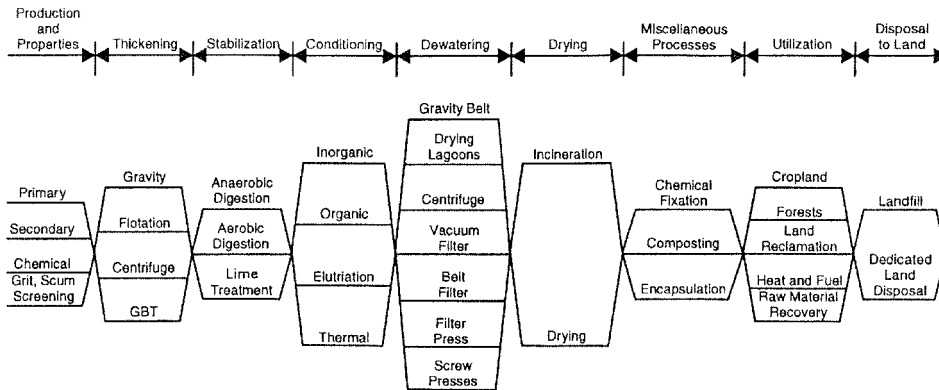 Production
and
Properties
Thickening
Stabilization
Conditioning
Dewatering
Drying
Miscellaneous
Processes
Utilization
Disposal
to Land
Primary
Secondary
Chemical
Grit, Scum
Screening
Gravity
Flotation
Centrifuge
GBT
Anaerobic
Digestion
Aerobic
Digestion
Lime
Treatment
Inorganic
Organic
Elutriation
Thermal
Gravity Belt
Drying
Lagoons
Centrifuge
Vacuum
Filter
Belt
Filter
Filter
Press
Screw
Presses
Incineration
Drying
Chemical
Fixation
Composting
Encapsulation
Cropland
Forests
Land
Reclamation
Heat and Fuel
Raw Material
Recovery
Landfill
Dedicated
Land
Disposal